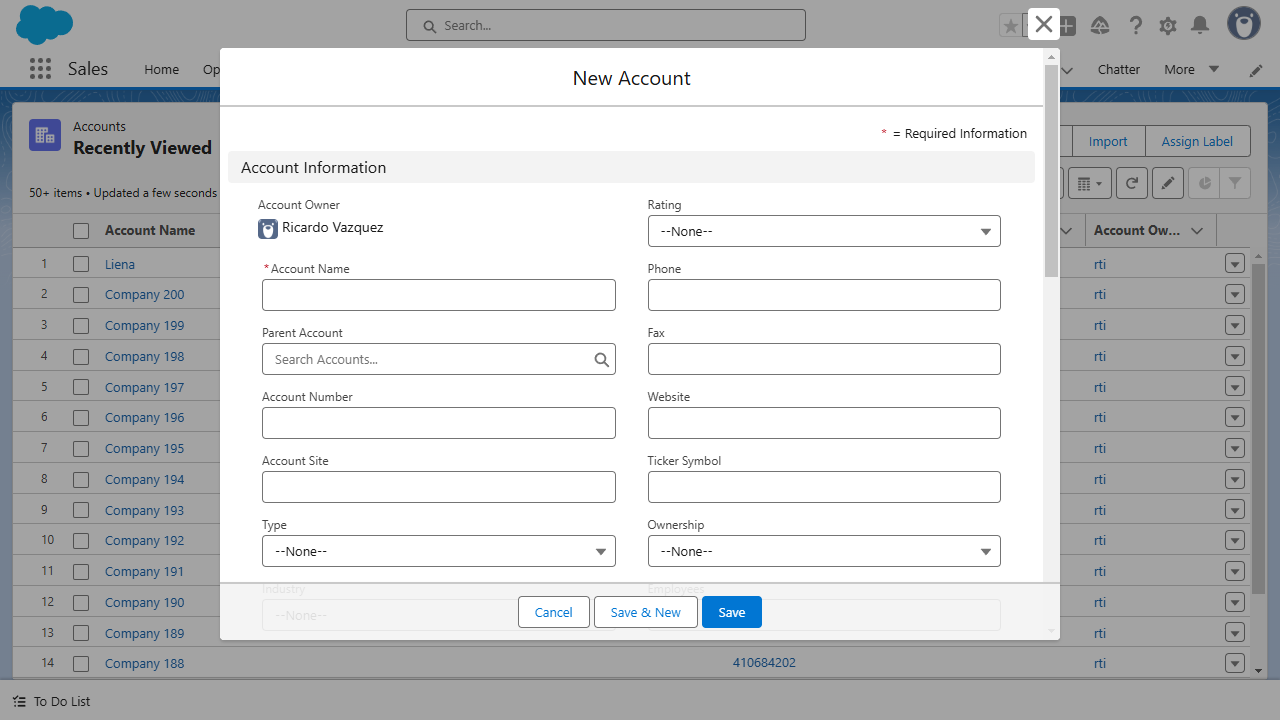 Search...
Sales
Home
Op
Chatter
More
New Account
* = Required Information
Accounts
Recently Viewed
Import
Assign Label
50+ items • Updated a few seconds
Account Information
Account Owner
Ricardo Vazquez
Rating
--None--
*Account Name
Phone
Parent Account
Search Accounts...
Fax
Account Number
Website
Account Site
Ticker Symbol
Type
--None--
Ownership
--None--
Industry
--None--
Employees
Cancel
Save & New
Save
Account Name
Account Ow...
1 Liena rti
2 Company 200 rti
3 Company 199 rti
4 Company 198 rti
5 Company 197 rti
6 Company 196 rti
7 Company 195 rti
8 Company 194 rti
9 Company 193 rti
10 Company 192 rti
11 Company 191 rti
12 Company 190 rti
13 Company 189 rti
14 Company 188 410684202 rti
To Do List